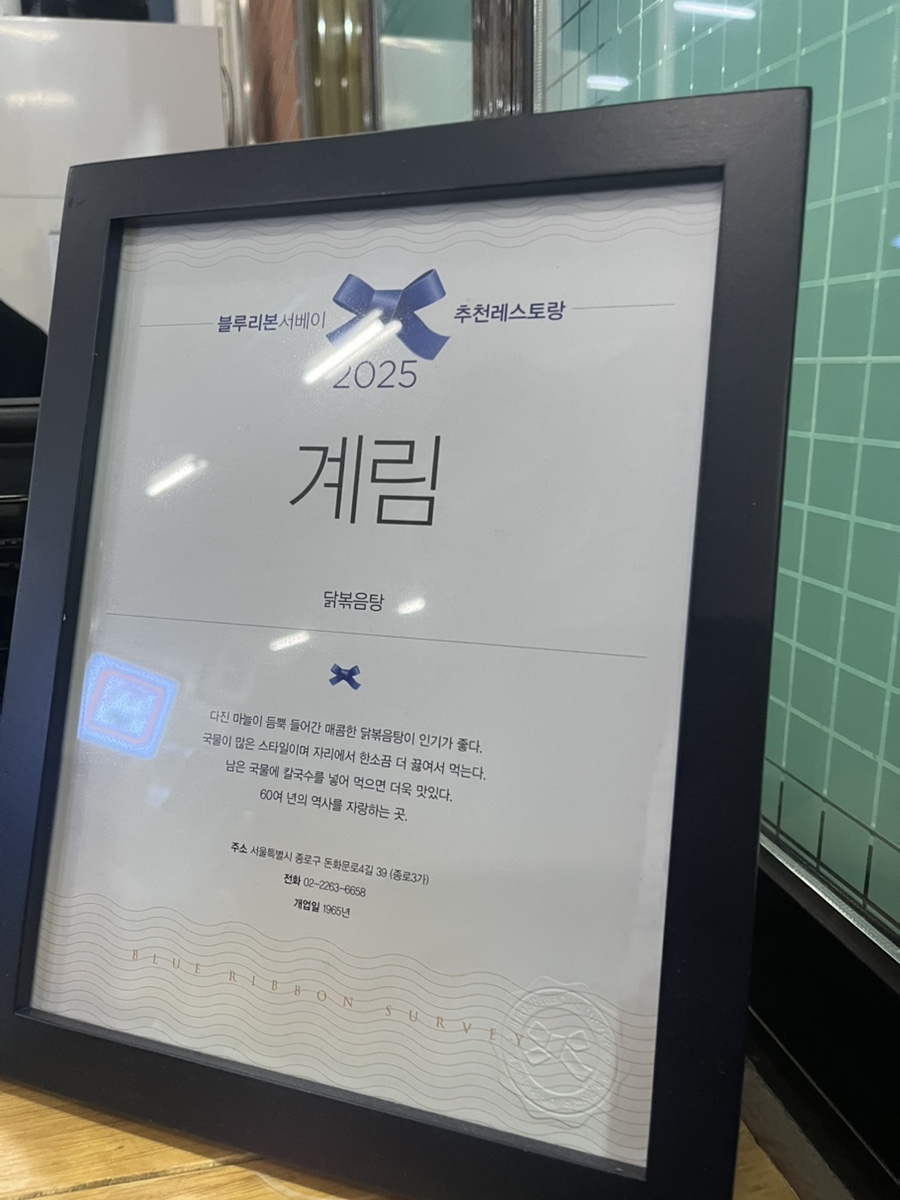 블루리본서베이 추천레스토랑
2025
계림
닭볶음탕
다진 마늘이 듬뿍 들어간 매콤한 닭볶음탕이 인기가 좋다.
국물이 많은 스타일이며 자리에서 한소끔 더 끓여서 먹는다.
남은 국물에 칼국수를 넣어 먹으면 더욱 맛있다.
60여 년의 역사를 자랑하는 곳.
주소 서울특별시 종로구 돈화문로4길 39 (종로3가)
전화 02-2263-6658
개업일 1965년
BLUE RIBBON SURVEY